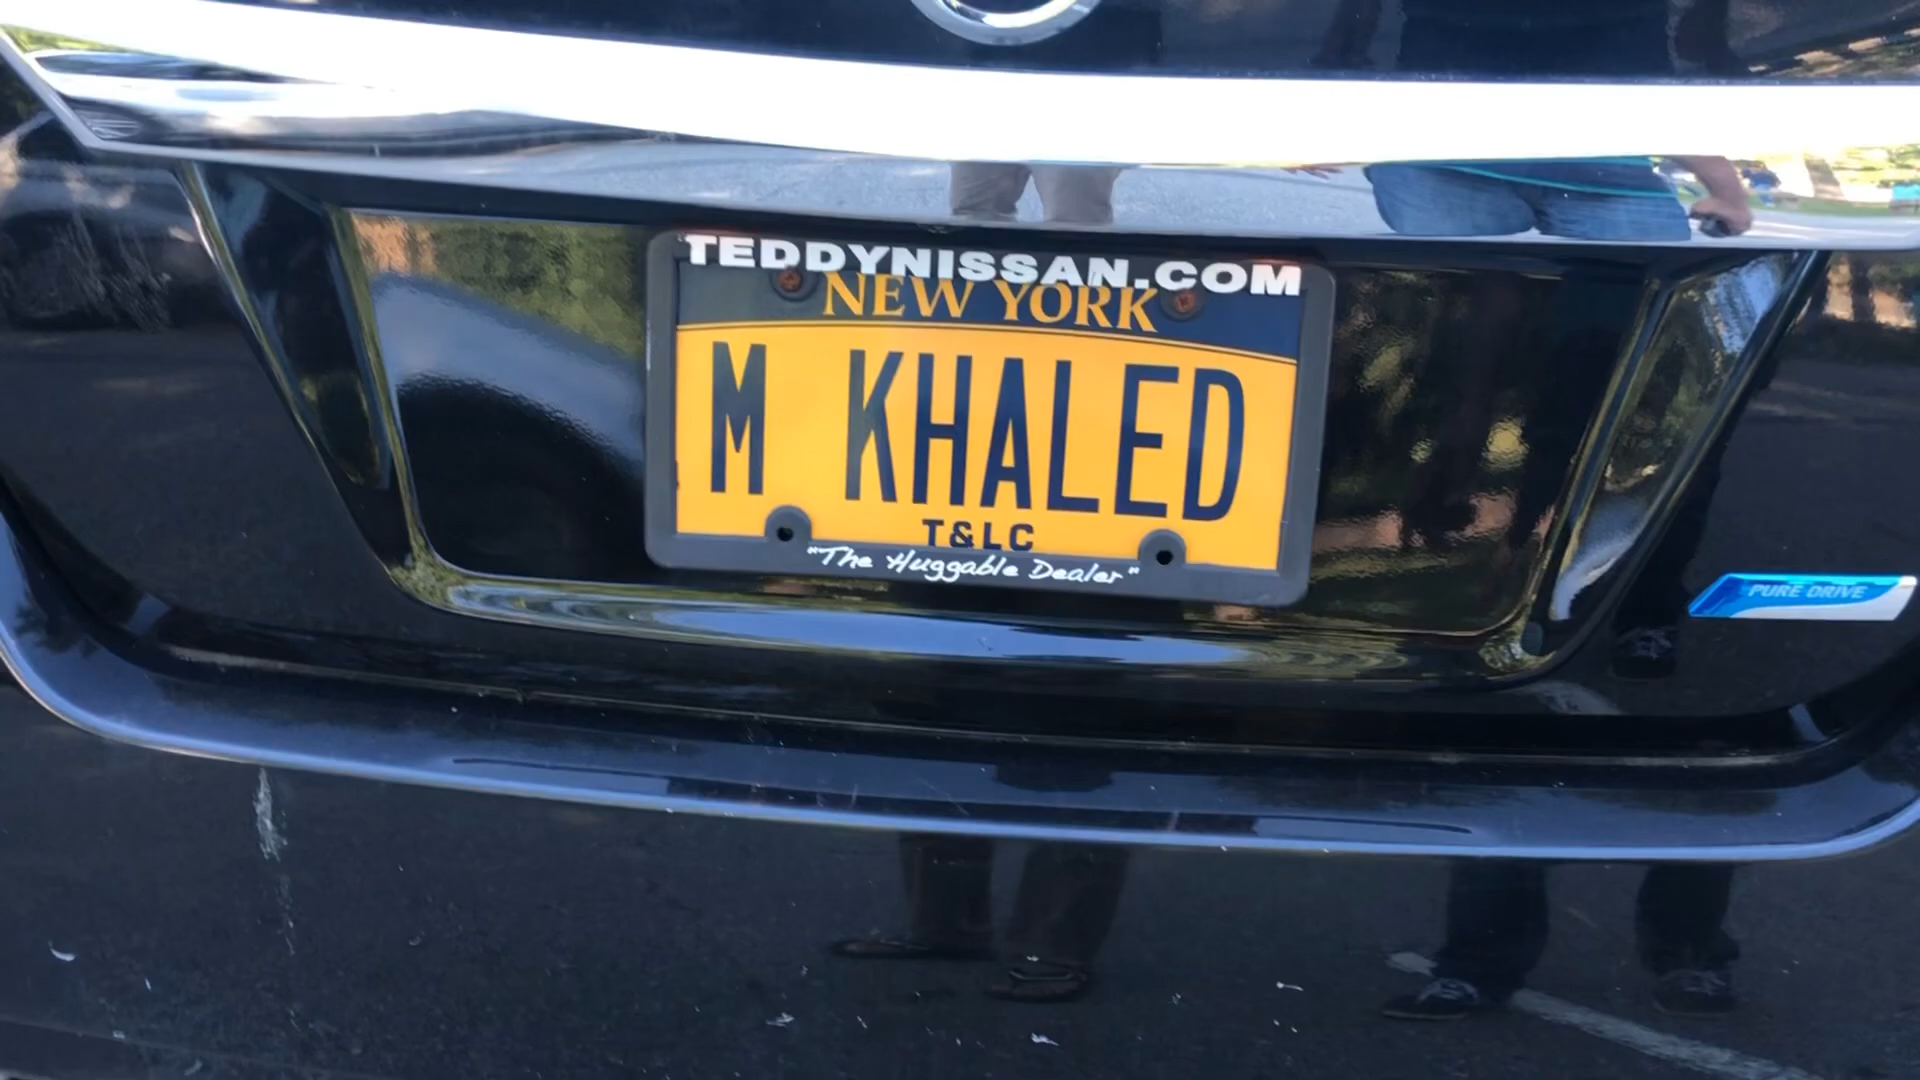 TEDDYNISSAN.COM
NEW YORK
M KHALED
T&LC
"The Huggable Dealer"
PURE DRIVE